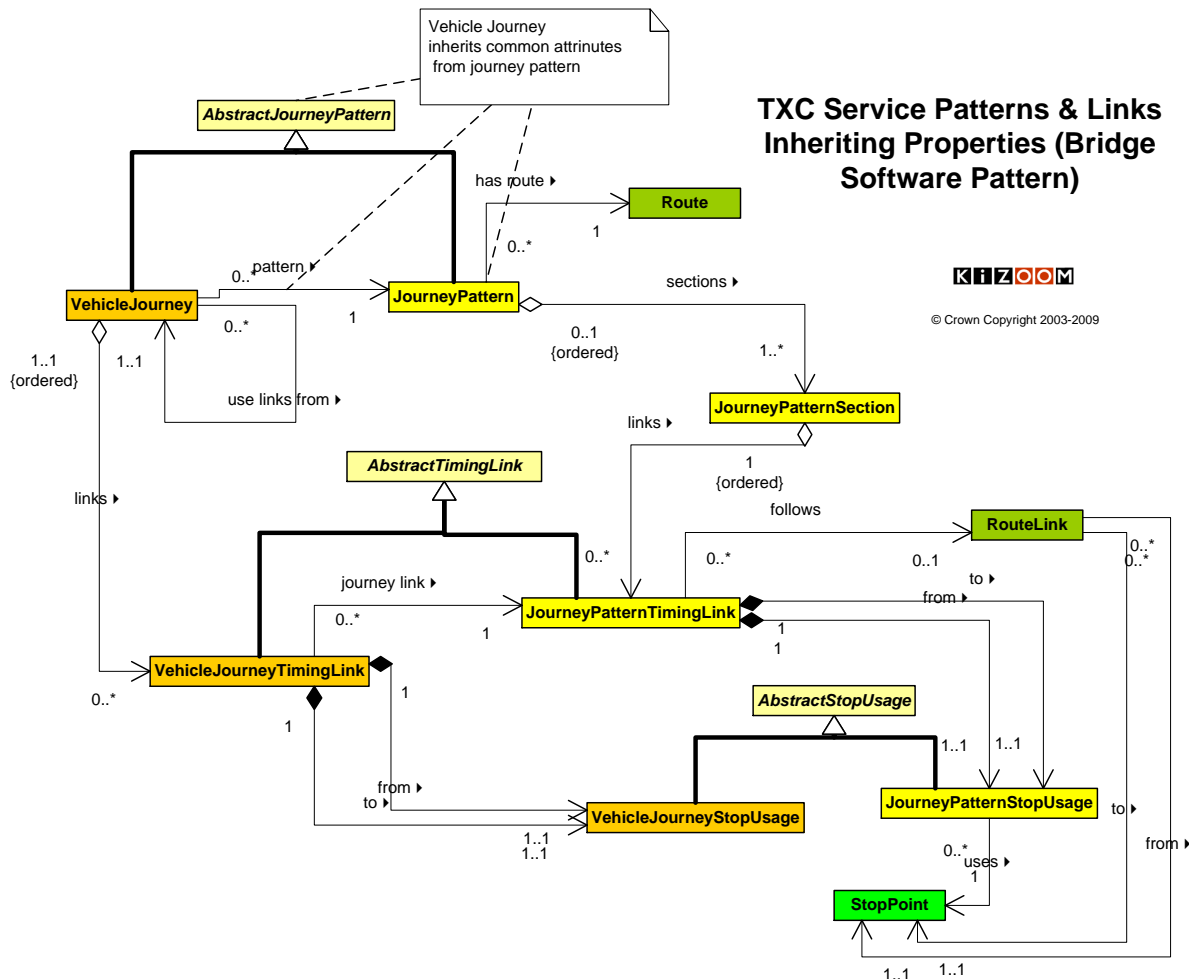 Vehicle Journey
inherits common attrinutes
from journey pattern
TXC Service Patterns & Links
Inheriting Properties (Bridge
Software Pattern)
KiZOOM
© Crown Copyright 2003-2009
AbstractJourneyPattern
has route
Route
0..*
1
pattern
0..*
VehicleJourney
JourneyPattern
1
0..*
sections
0..1
{ordered}
1..*
1..1
{ordered}
1..1
use links from
JourneyPatternSection
links
1
{ordered}
AbstractTimingLink
links
follows
RouteLink
0..*
0..*
0..1
0..*
0..*
to
from
journey link
0..*
1
JourneyPatternTimingLink
1
1
VehicleJourneyTimingLink
0..*
1
1
AbstractStopUsage
1..1
1..1
from
to
VehicleJourneyStopUsage
JourneyPatternStopUsage
to
from
1..1
1..1
0..*
uses
1
StopPoint
1..1
1..1